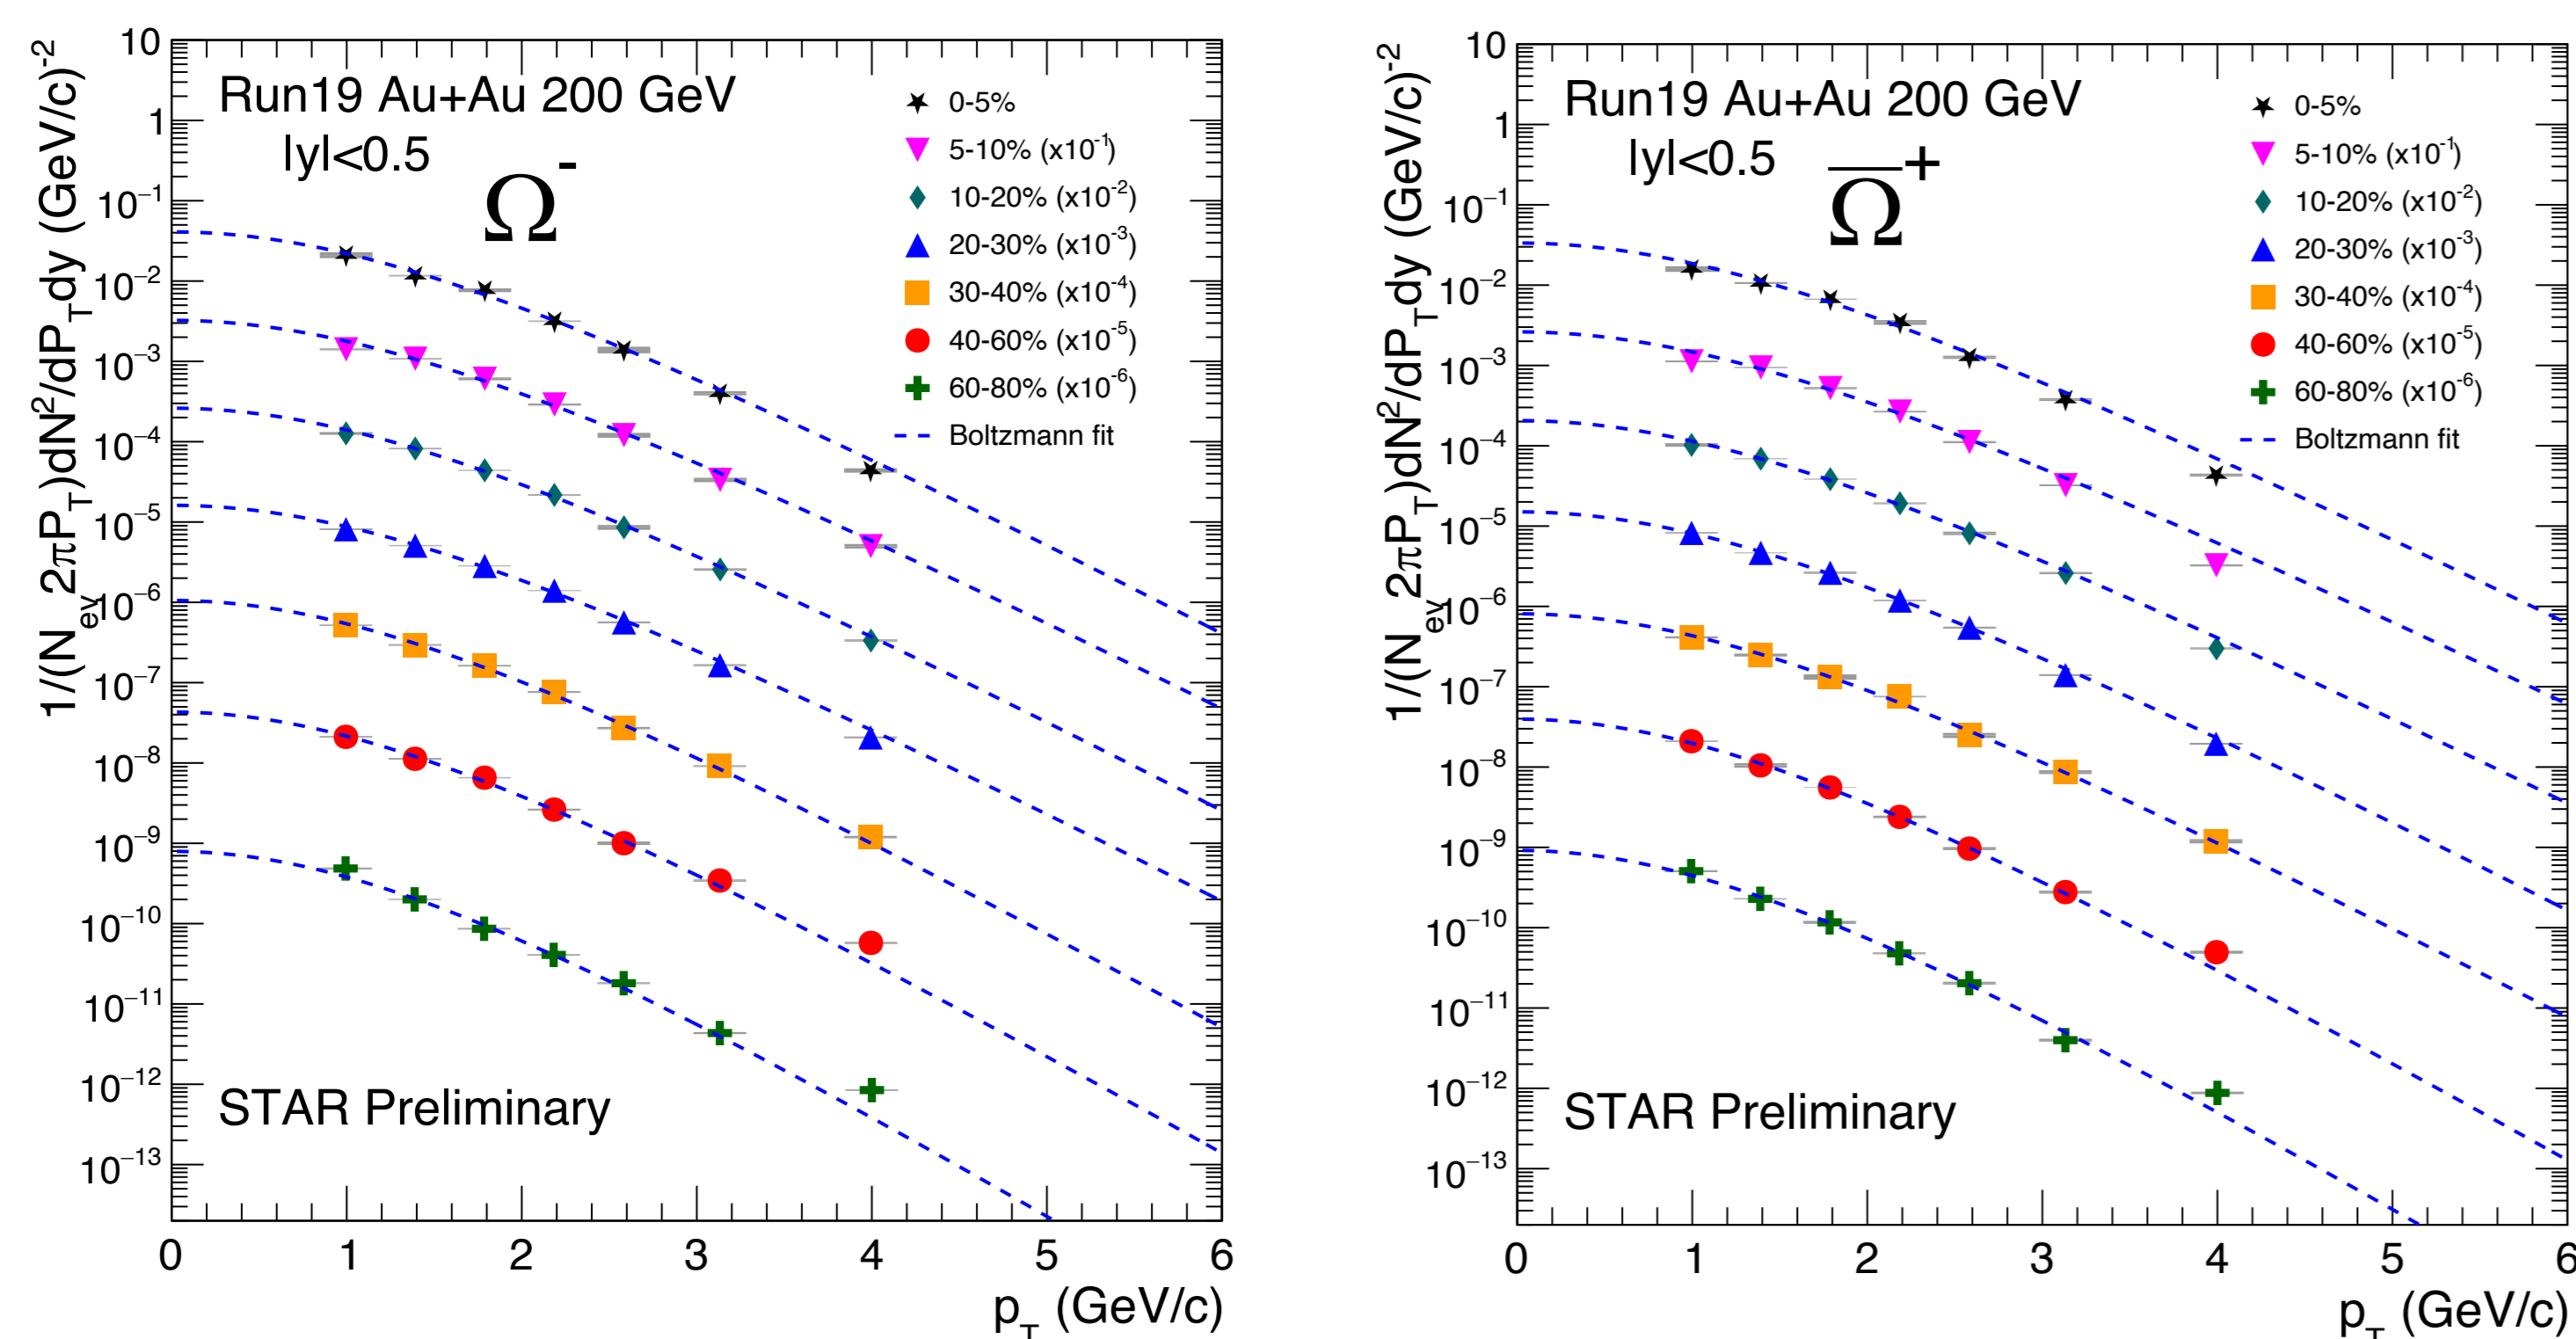 1/(N_ev 2πP_T)dN²/dP_T dy (GeV/c)⁻²
10
1
10⁻¹
10⁻²
10⁻³
10⁻⁴
10⁻⁵
10⁻⁶
10⁻⁷
10⁻⁸
10⁻⁹
10⁻¹⁰
10⁻¹¹
10⁻¹²
10⁻¹³
Run19 Au+Au 200 GeV
|y|<0.5
Ω⁻
0-5%
5-10% (x10⁻¹)
10-20% (x10⁻²)
20-30% (x10⁻³)
30-40% (x10⁻⁴)
40-60% (x10⁻⁵)
60-80% (x10⁻⁶)
Boltzmann fit
STAR Preliminary
0 1 2 3 4 5 6
p_T (GeV/c)
1/(N_ev 2πP_T)dN²/dP_T dy (GeV/c)⁻²
10
1
10⁻¹
10⁻²
10⁻³
10⁻⁴
10⁻⁵
10⁻⁶
10⁻⁷
10⁻⁸
10⁻⁹
10⁻¹⁰
10⁻¹¹
10⁻¹²
10⁻¹³
Run19 Au+Au 200 GeV
|y|<0.5
Ω̅⁺
0-5%
5-10% (x10⁻¹)
10-20% (x10⁻²)
20-30% (x10⁻³)
30-40% (x10⁻⁴)
40-60% (x10⁻⁵)
60-80% (x10⁻⁶)
Boltzmann fit
STAR Preliminary
0 1 2 3 4 5 6
p_T (GeV/c)